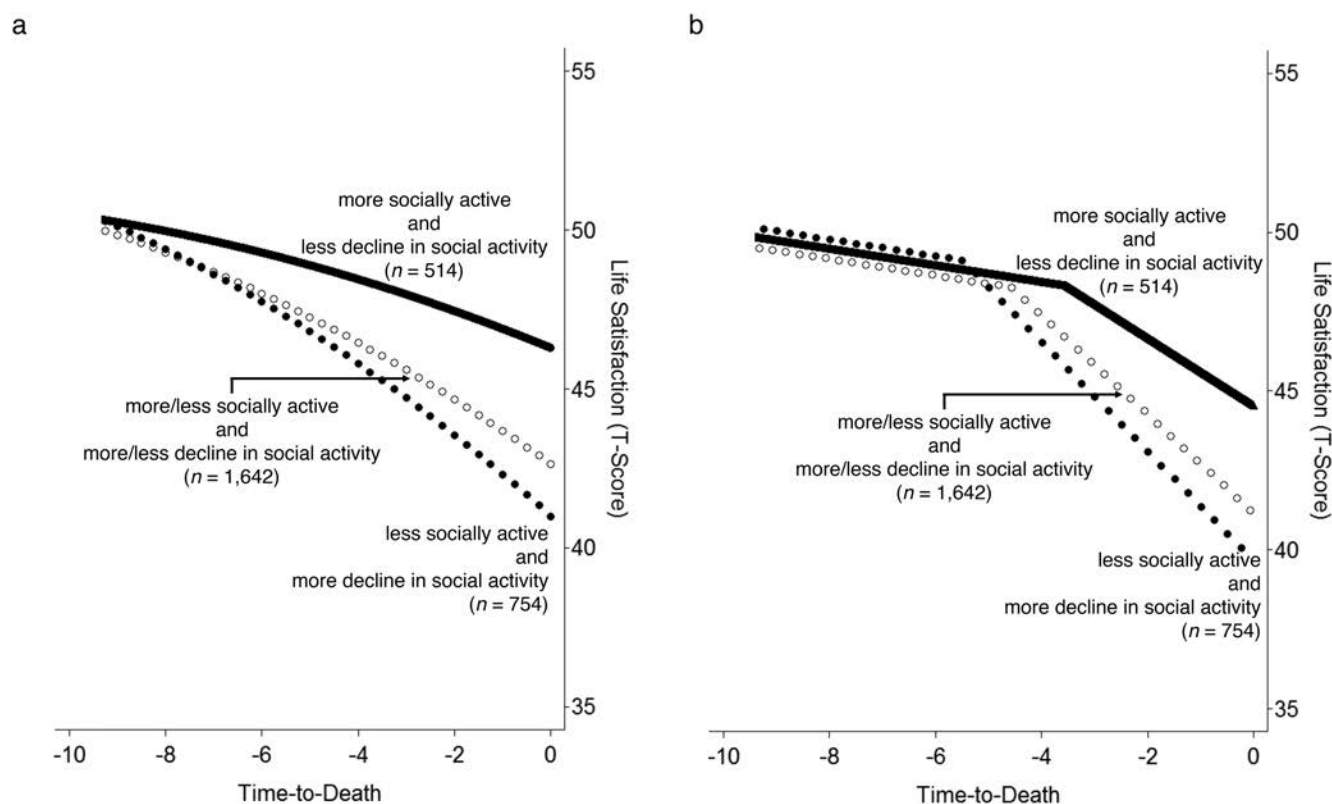 a
55
50
45
40
35
Life Satisfaction (T-Score)
more socially active
and
less decline in social activity
(n = 514)
more/less socially active
and
more/less decline in social activity
(n = 1,642)
less socially active
and
more decline in social activity
(n = 754)
-10
-8
-6
-4
-2
0
Time-to-Death
b
55
50
45
40
35
Life Satisfaction (T-Score)
more socially active
and
less decline in social activity
(n = 514)
more/less socially active
and
more/less decline in social activity
(n = 1,642)
less socially active
and
more decline in social activity
(n = 754)
-10
-8
-6
-4
-2
0
Time-to-Death